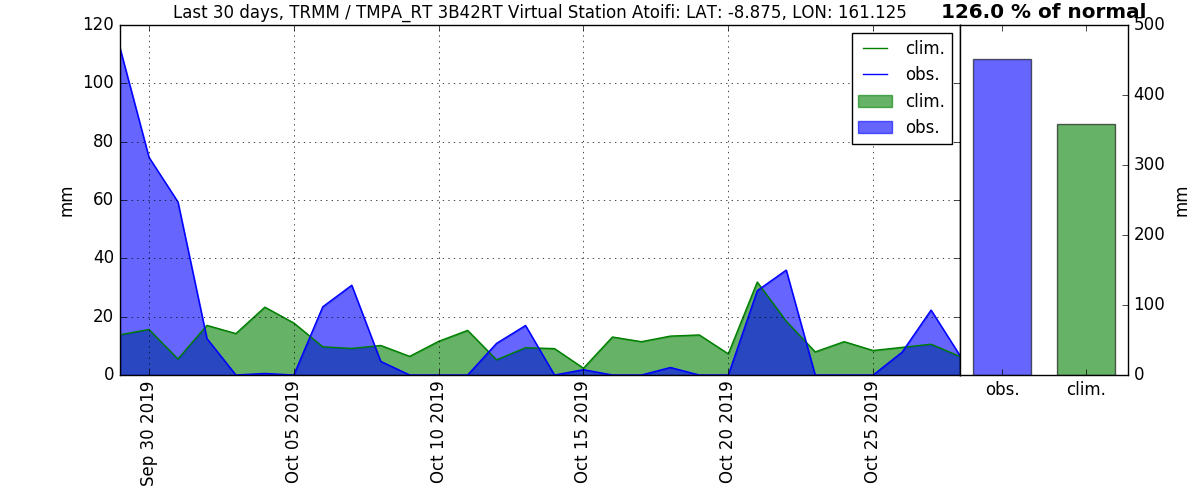 Last 30 days, TRMM / TMPA_RT 3B42RT Virtual Station Atoifi: LAT: -8.875, LON: 161.125
126.0 % of normal
120
100
80
60
40
20
0
mm
clim.
obs.
clim.
obs.
500
400
300
200
100
0
mm
obs.
clim.
Sep 30 2019
Oct 05 2019
Oct 10 2019
Oct 15 2019
Oct 20 2019
Oct 25 2019